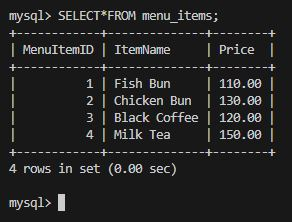 mysql> SELECT*FROM menu_items;
+------------+--------------+--------+
| MenuItemID | ItemName     | Price  |
+------------+--------------+--------+
|          1 | Fish Bun     | 110.00 |
|          2 | Chicken Bun  | 130.00 |
|          3 | Black Coffee | 120.00 |
|          4 | Milk Tea     | 150.00 |
+------------+--------------+--------+
4 rows in set (0.00 sec)
mysql>